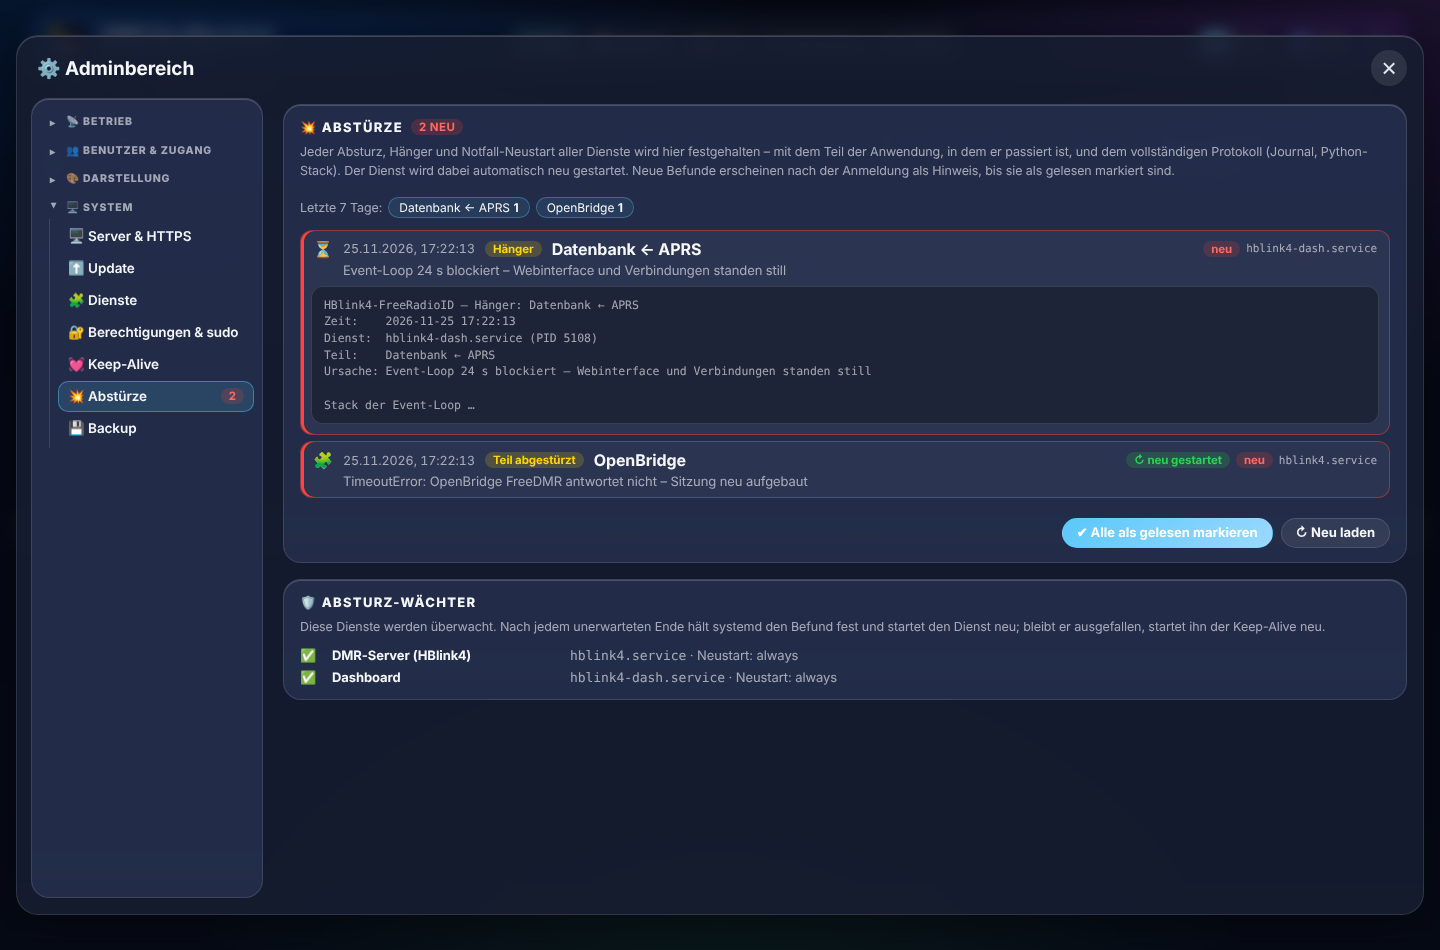 ⚙️ Adminbereich
✕
▸ 📡 BETRIEB
▸ 👥 BENUTZER & ZUGANG
▸ 🎨 DARSTELLUNG
▾ 🖥️ SYSTEM
🖥️ Server & HTTPS
⬆️ Update
🧩 Dienste
🔐 Berechtigungen & sudo
💓 Keep-Alive
💥 Abstürze 2
💾 Backup
💥 ABSTÜRZE 2 NEU
Jeder Absturz, Hänger und Notfall-Neustart aller Dienste wird hier festgehalten – mit dem Teil der Anwendung, in dem er passiert ist, und dem vollständigen Protokoll (Journal, Python-
Stack). Der Dienst wird dabei automatisch neu gestartet. Neue Befunde erscheinen nach der Anmeldung als Hinweis, bis sie als gelesen markiert sind.
Letzte 7 Tage: Datenbank ← APRS 1 OpenBridge 1
⏳ 25.11.2026, 17:22:13 Hänger Datenbank ← APRS neu hblink4-dash.service
Event-Loop 24 s blockiert – Webinterface und Verbindungen standen still
HBlink4-FreeRadioID — Hänger: Datenbank ← APRS
Zeit: 2026-11-25 17:22:13
Dienst: hblink4-dash.service (PID 5108)
Teil: Datenbank ← APRS
Ursache: Event-Loop 24 s blockiert — Webinterface und Verbindungen standen still
Stack der Event-Loop …
🧩 25.11.2026, 17:22:13 Teil abgestürzt OpenBridge ↻ neu gestartet neu hblink4.service
TimeoutError: OpenBridge FreeDMR antwortet nicht – Sitzung neu aufgebaut
✔ Alle als gelesen markieren ↻ Neu laden
🛡️ ABSTURZ-WÄCHTER
Diese Dienste werden überwacht. Nach jedem unerwarteten Ende hält systemd den Befund fest und startet den Dienst neu; bleibt er ausgefallen, startet ihn der Keep-Alive neu.
✅ DMR-Server (HBlink4) hblink4.service · Neustart: always
✅ Dashboard hblink4-dash.service · Neustart: always